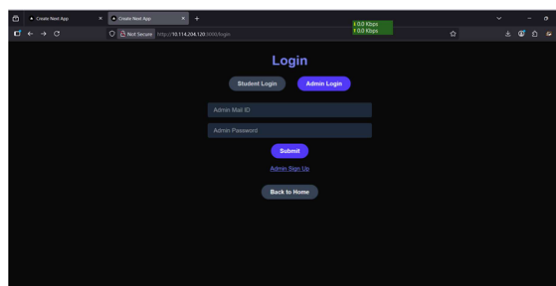 Create Next App
Create Next App
0.0 Kbps
0.0 Kbps
Not Secure http://10.114.204.120:3000/login
Login
Student Login Admin Login
Admin Mail ID
Admin Password
Submit
Admin Sign Up
Back to Home